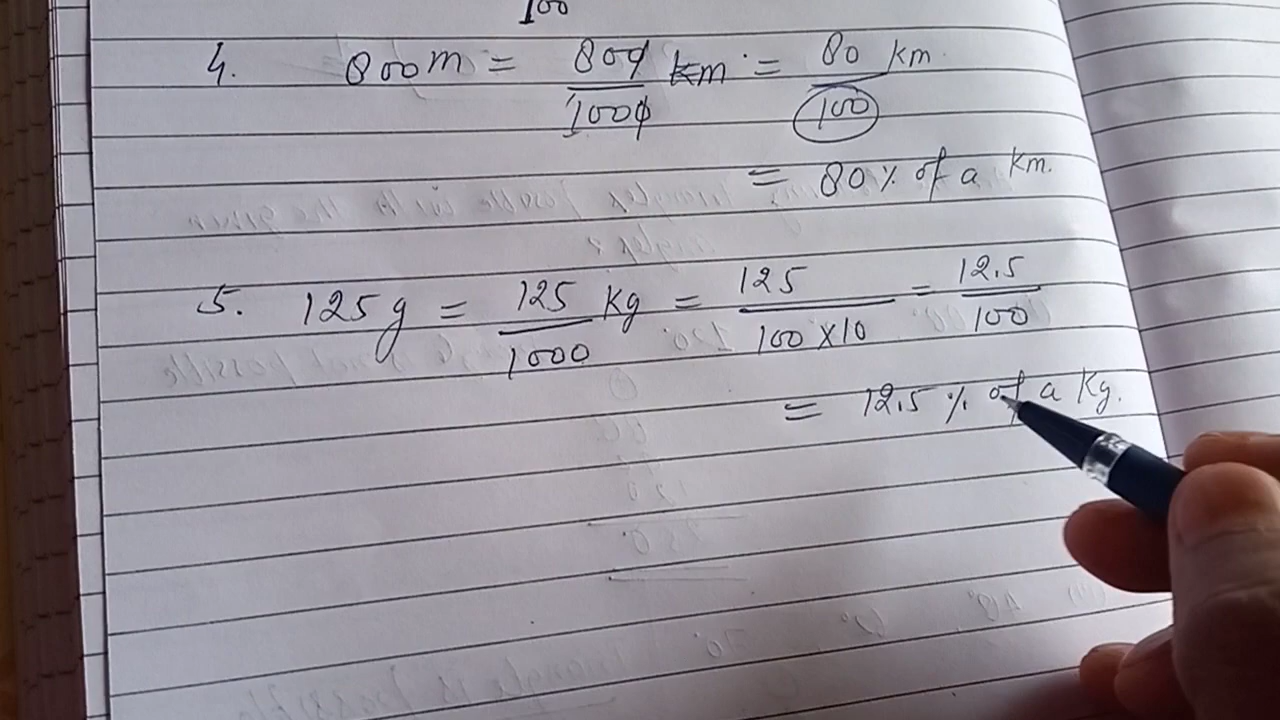 100
4. 800m = 800/1000 km = 80/100 km
= 80% of a km.
5. 125g = 125/1000 kg = 125/100×10 = 12.5/100
= 12.5% of a kg.